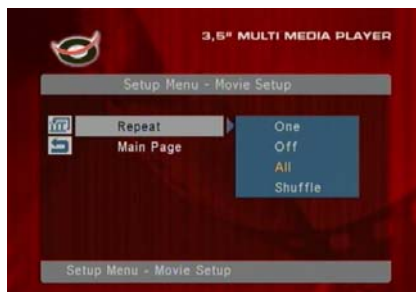 3,5" MULTI MEDIA PLAYER
Setup Menu - Movie Setup
Repeat
Main Page
One
Off
All
Shuffle
Setup Menu - Movie Setup